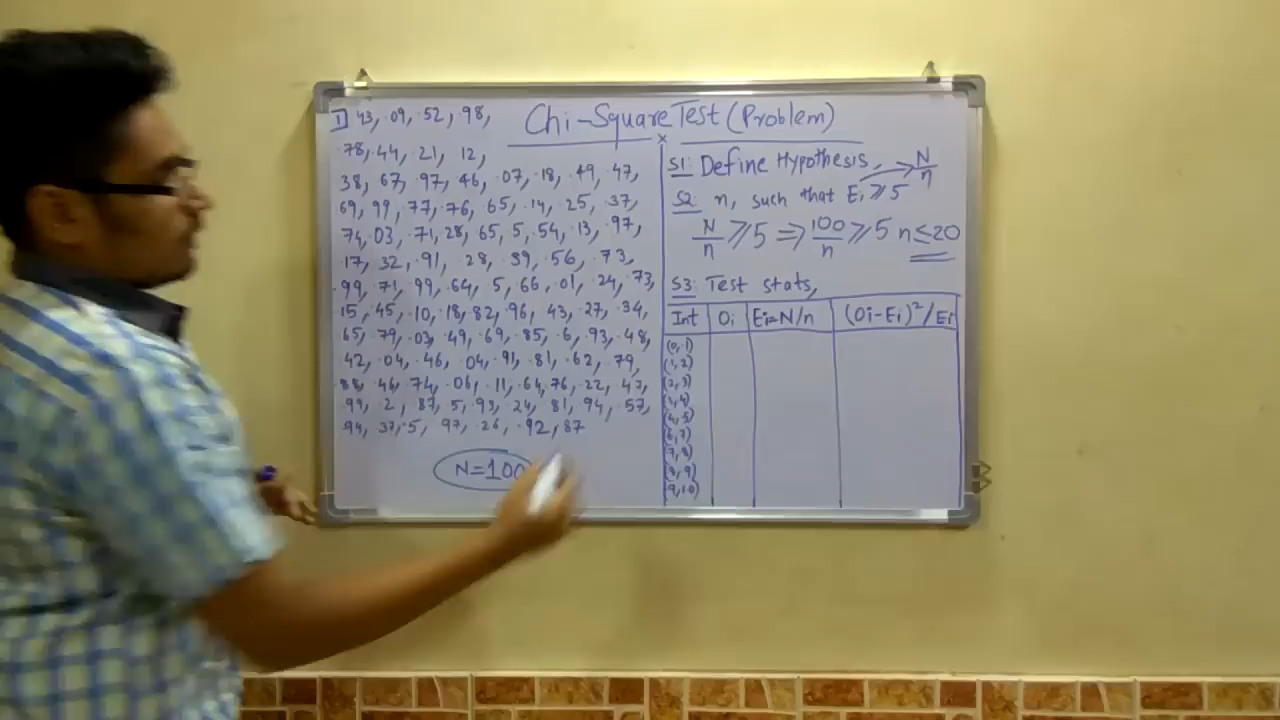 Chi-Square Test (Problem)
1] 43, .09, .52, .98,
.78, .44, .21, 12,
38, 67, .97, 46, .07, .18, .49, .47,
69, 99, .77, .76, .65, .14, .25, .37,
74, 03, .71, 28, 65, 5, .54, .13, .97,
.17, 32, .91, .28, .39, .56, .73,
.99, .71, .99, .64, 5, .66, .01, .24, .73,
15, .45, .10, .18, 82, .96, 43, .27, .34,
65, .79, .03, .49, .69, .85, .6, .93, .48,
42, .04, .46, .04, .91, .81, .62, .79,
.88, .46, .74, .06, .11, .64, 76, .22, .47,
.99, .2, 87, 5, .93, .24, 81, 94, .57,
.94, 37, .5, 97, .26, .92, 87
N=100
S1: Define Hypothesis,
S2: n, such that Ei ≥ 5 → N/n
N/n ≥ 5 ⇒ 100/n ≥ 5 n ≤ 20
S3: Test stats,
Int Oi Ei=N/n (Oi-Ei)²/Ei
(0, .1)
(.1, .2)
(.2, .3)
(.3, .4)
(.4, .5)
(.6, .7)
(.7, .8)
(.8, .9)
(.9, 1.0)